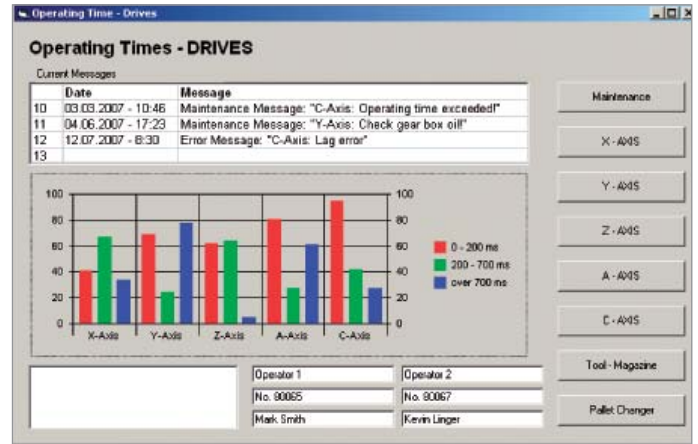 Operating Time - Drives
Operating Times - DRIVES
Current Messages
Date Message
10 03.03.2007 - 10:46 Maintenance Message: "C-Axis: Operating time exceeded!"
11 04.06.2007 - 17:23 Maintenance Message: "Y-Axis: Check gear box oil!"
12 12.07.2007 - 8:30 Error Message: "C-Axis: Lag error"
13
Maintenance
X - AXIS
Y - AXIS
Z - AXIS
A - AXIS
C - AXIS
Tool - Magazine
Pallet Changer
100 100
80 80
60 60
40 40
20 20
0 0
X-Axis Y-Axis Z-Axis A-Axis C-Axis
0 - 200 ms
200 - 700 ms
over 700 ms
Operator 1 Operator 2
No. 80065 No. 80067
Mark Smith Kevin Linger